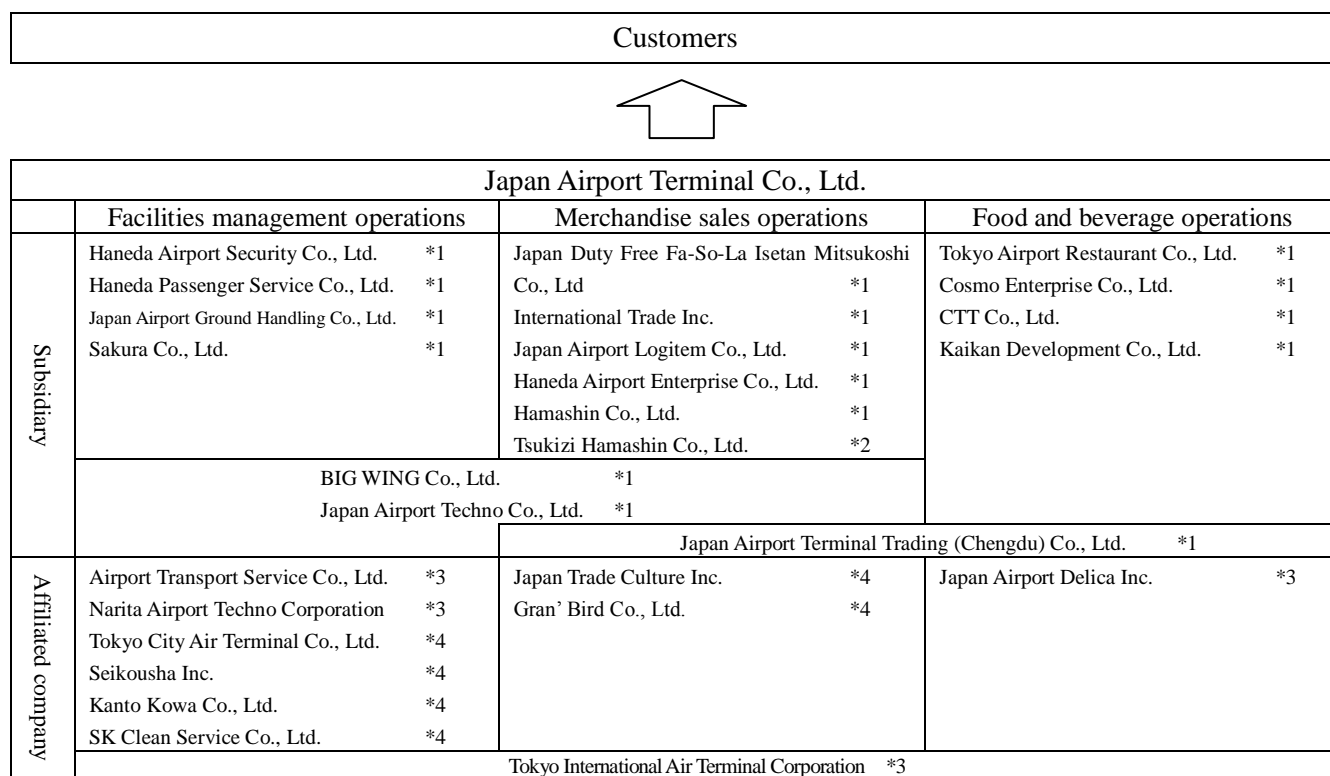 Customers
Japan Airport Terminal Co., Ltd.
Facilities management operations
Merchandise sales operations
Food and beverage operations
Subsidiary
Haneda Airport Security Co., Ltd. *1
Haneda Passenger Service Co., Ltd. *1
Japan Airport Ground Handling Co., Ltd. *1
Sakura Co., Ltd. *1
Japan Duty Free Fa-So-La Isetan Mitsukoshi
Co., Ltd *1
International Trade Inc. *1
Japan Airport Logitem Co., Ltd. *1
Haneda Airport Enterprise Co., Ltd. *1
Hamashin Co., Ltd. *1
Tsukizi Hamashin Co., Ltd. *2
Tokyo Airport Restaurant Co., Ltd. *1
Cosmo Enterprise Co., Ltd. *1
CTT Co., Ltd. *1
Kaikan Development Co., Ltd. *1
BIG WING Co., Ltd. *1
Japan Airport Techno Co., Ltd. *1
Japan Airport Terminal Trading (Chengdu) Co., Ltd. *1
Affiliated company
Airport Transport Service Co., Ltd. *3
Narita Airport Techno Corporation *3
Tokyo City Air Terminal Co., Ltd. *4
Seikousha Inc. *4
Kanto Kowa Co., Ltd. *4
SK Clean Service Co., Ltd. *4
Japan Trade Culture Inc. *4
Gran’ Bird Co., Ltd. *4
Japan Airport Delica Inc. *3
Tokyo International Air Terminal Corporation *3